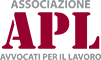 ASSOCIAZIONE
APL
AVVOCATI PER IL LAVORO